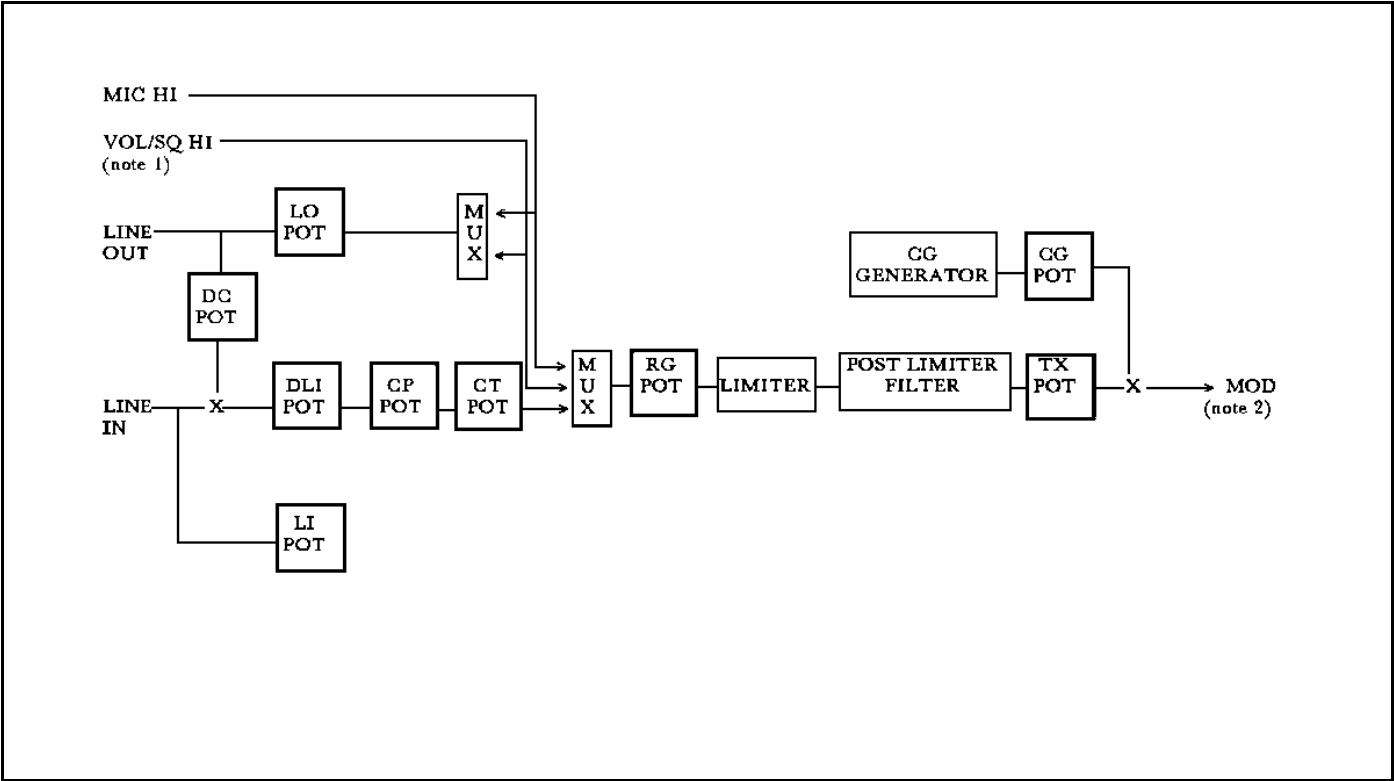 MIC HI
VOL/SQ HI
(note 1)
LINE
OUT
LO
POT
M
U
X
DC
POT
LINE
IN
X
DLI
POT
CP
POT
CT
POT
M
U
X
RG
POT
LIMITER
POST LIMITER
FILTER
TX
POT
CG
GENERATOR
CG
POT
X
MOD
(note 2)
LI
POT